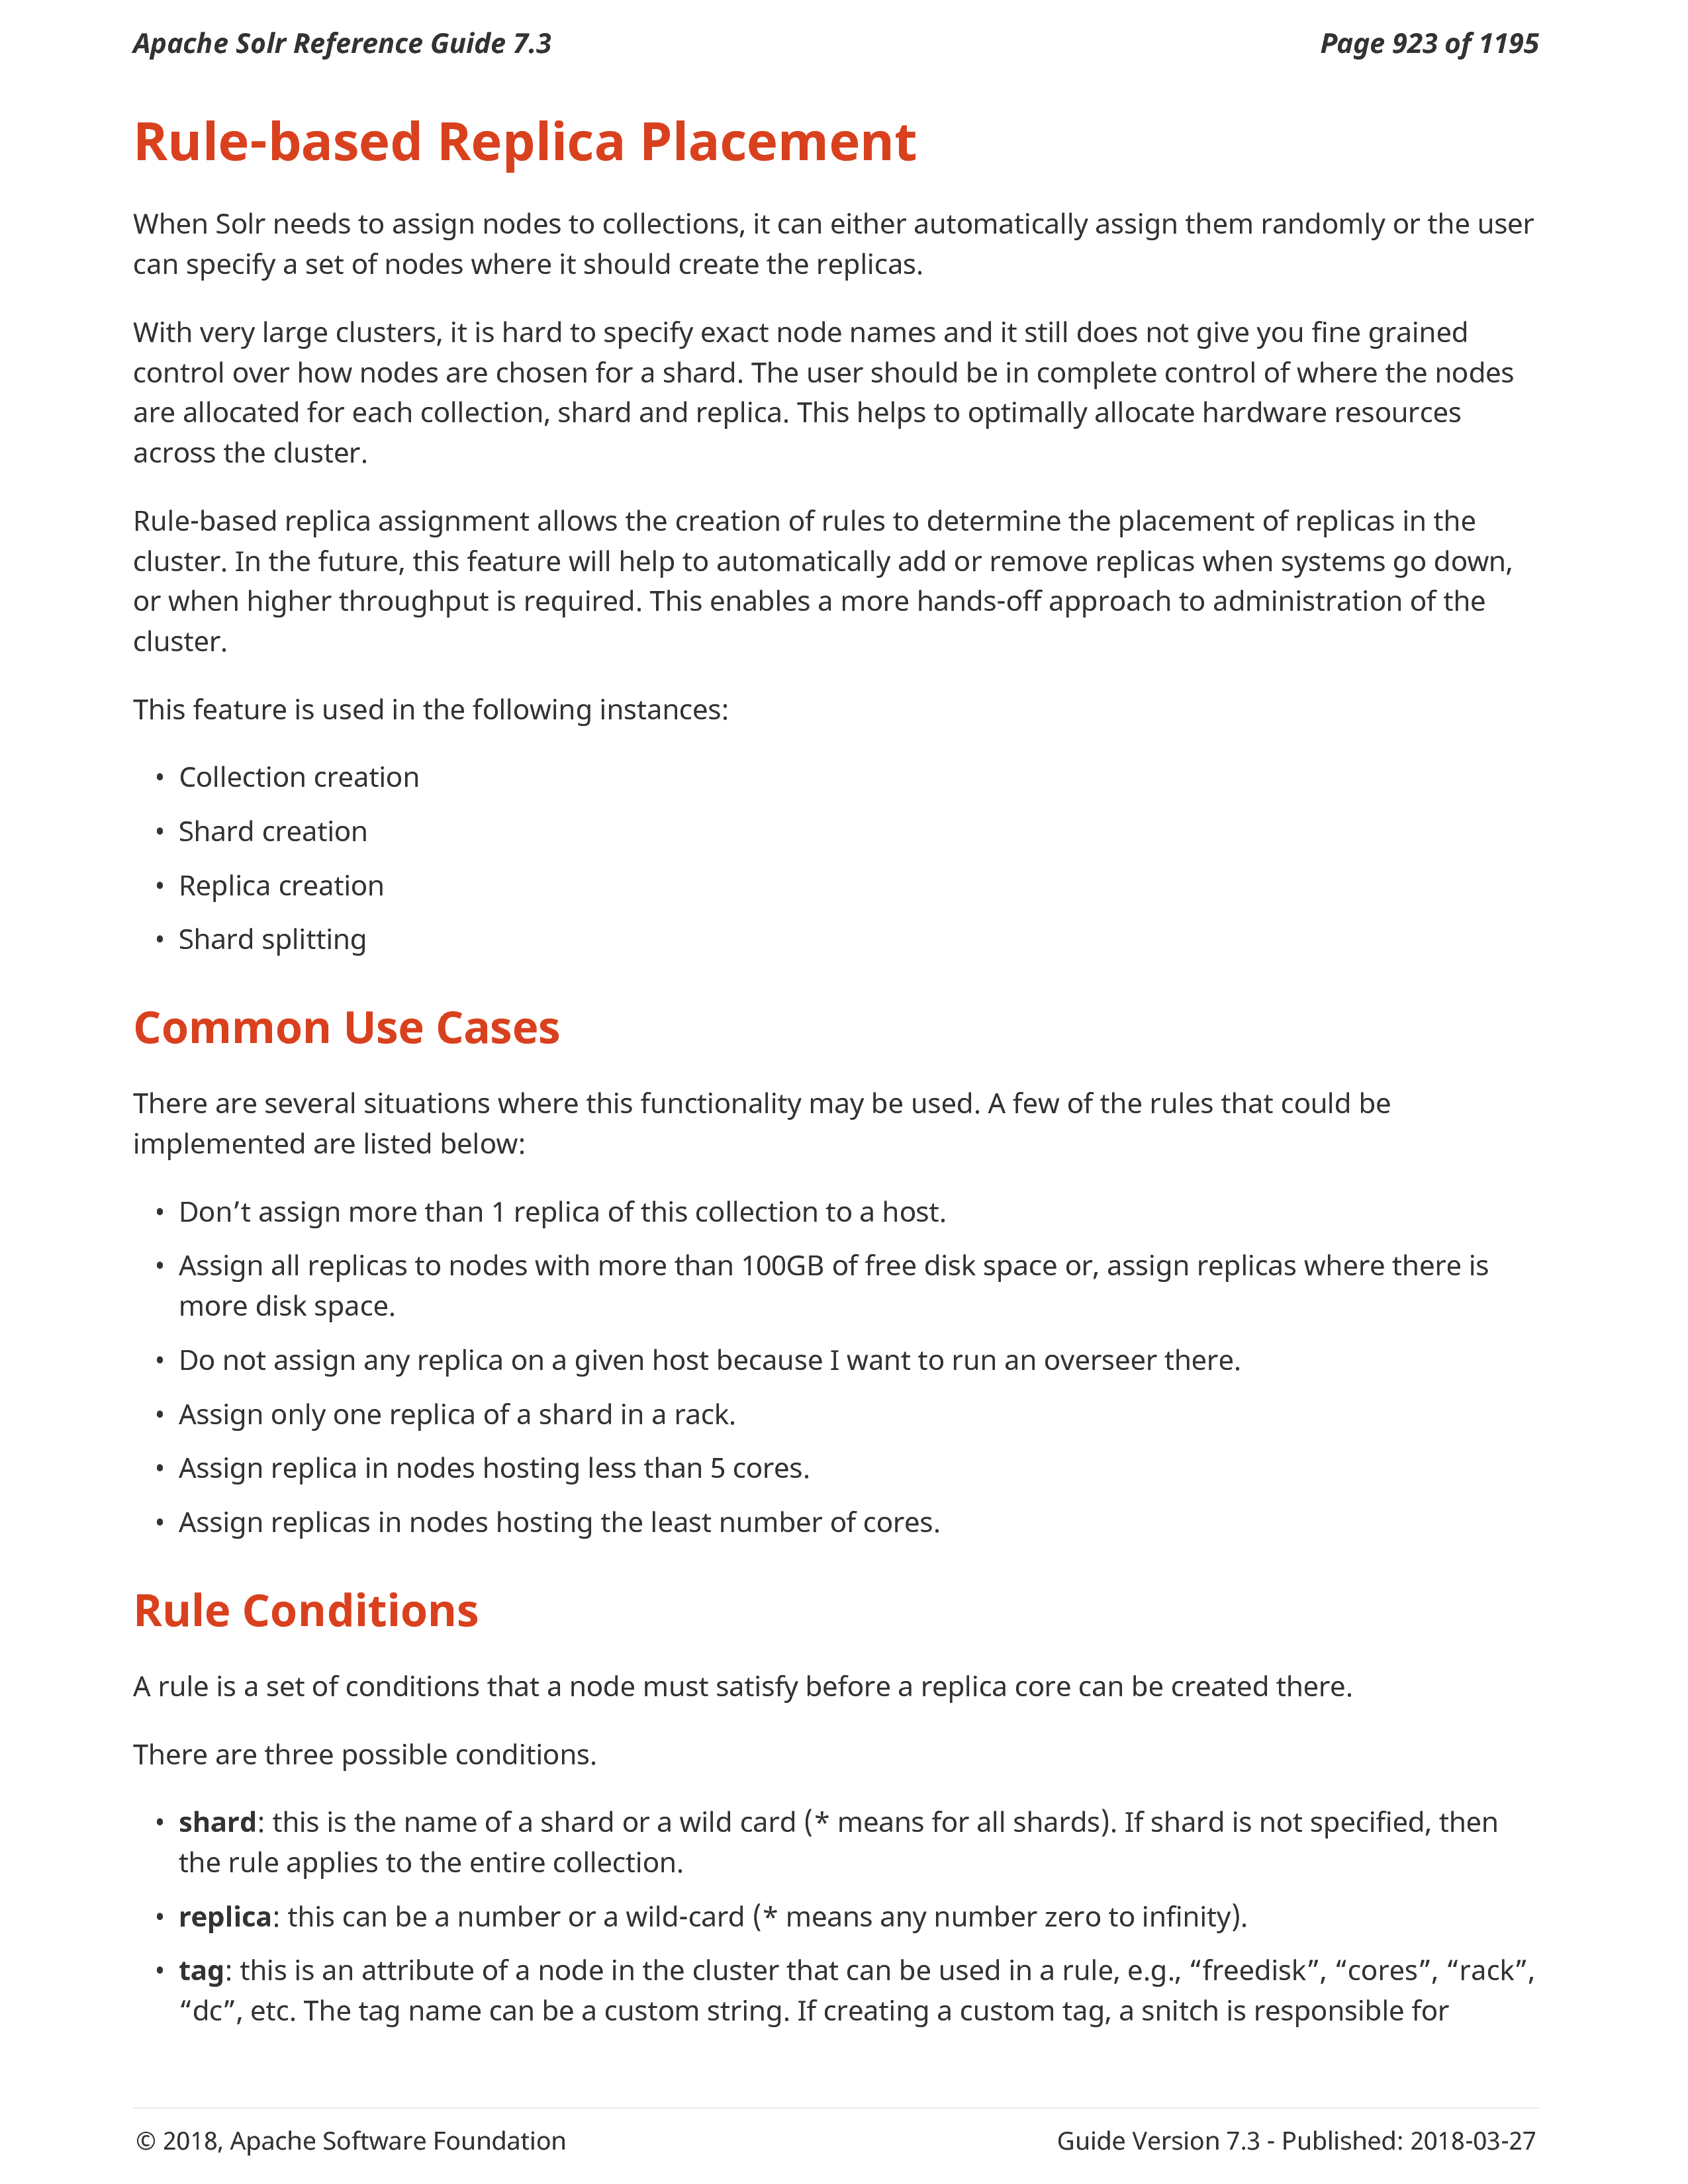 Apache Solr Reference Guide 7.3
Page 923 of 1195
Rule-based Replica Placement
When Solr needs to assign nodes to collections, it can either automatically assign them randomly or the user
can specify a set of nodes where it should create the replicas.
With very large clusters, it is hard to specify exact node names and it still does not give you fine grained
control over how nodes are chosen for a shard. The user should be in complete control of where the nodes
are allocated for each collection, shard and replica. This helps to optimally allocate hardware resources
across the cluster.
Rule-based replica assignment allows the creation of rules to determine the placement of replicas in the
cluster. In the future, this feature will help to automatically add or remove replicas when systems go down,
or when higher throughput is required. This enables a more hands-off approach to administration of the
cluster.
This feature is used in the following instances:
• Collection creation
• Shard creation
• Replica creation
• Shard splitting
Common Use Cases
There are several situations where this functionality may be used. A few of the rules that could be
implemented are listed below:
• Don’t assign more than 1 replica of this collection to a host.
• Assign all replicas to nodes with more than 100GB of free disk space or, assign replicas where there is
more disk space.
• Do not assign any replica on a given host because I want to run an overseer there.
• Assign only one replica of a shard in a rack.
• Assign replica in nodes hosting less than 5 cores.
• Assign replicas in nodes hosting the least number of cores.
Rule Conditions
A rule is a set of conditions that a node must satisfy before a replica core can be created there.
There are three possible conditions.
• shard: this is the name of a shard or a wild card (* means for all shards). If shard is not specified, then
the rule applies to the entire collection.
• replica: this can be a number or a wild-card (* means any number zero to infinity).
• tag: this is an attribute of a node in the cluster that can be used in a rule, e.g., “freedisk”, “cores”, “rack”,
“dc”, etc. The tag name can be a custom string. If creating a custom tag, a snitch is responsible for
© 2018, Apache Software Foundation
Guide Version 7.3 - Published: 2018-03-27